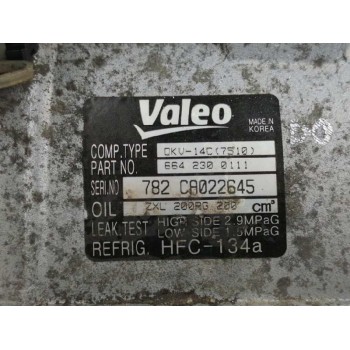 Valeo
MADE IN
KOREA
COMP.TYPE DKV-14C(7510)
PART NO. 664 230 0111
SERI.NO 782 CA022645
OIL ZXL 200RG 200 cm³
LEAK.TEST HIGH SIDE 2.9MPaG
LOW SIDE 1.5MPaG
REFRIG. HFC-134a